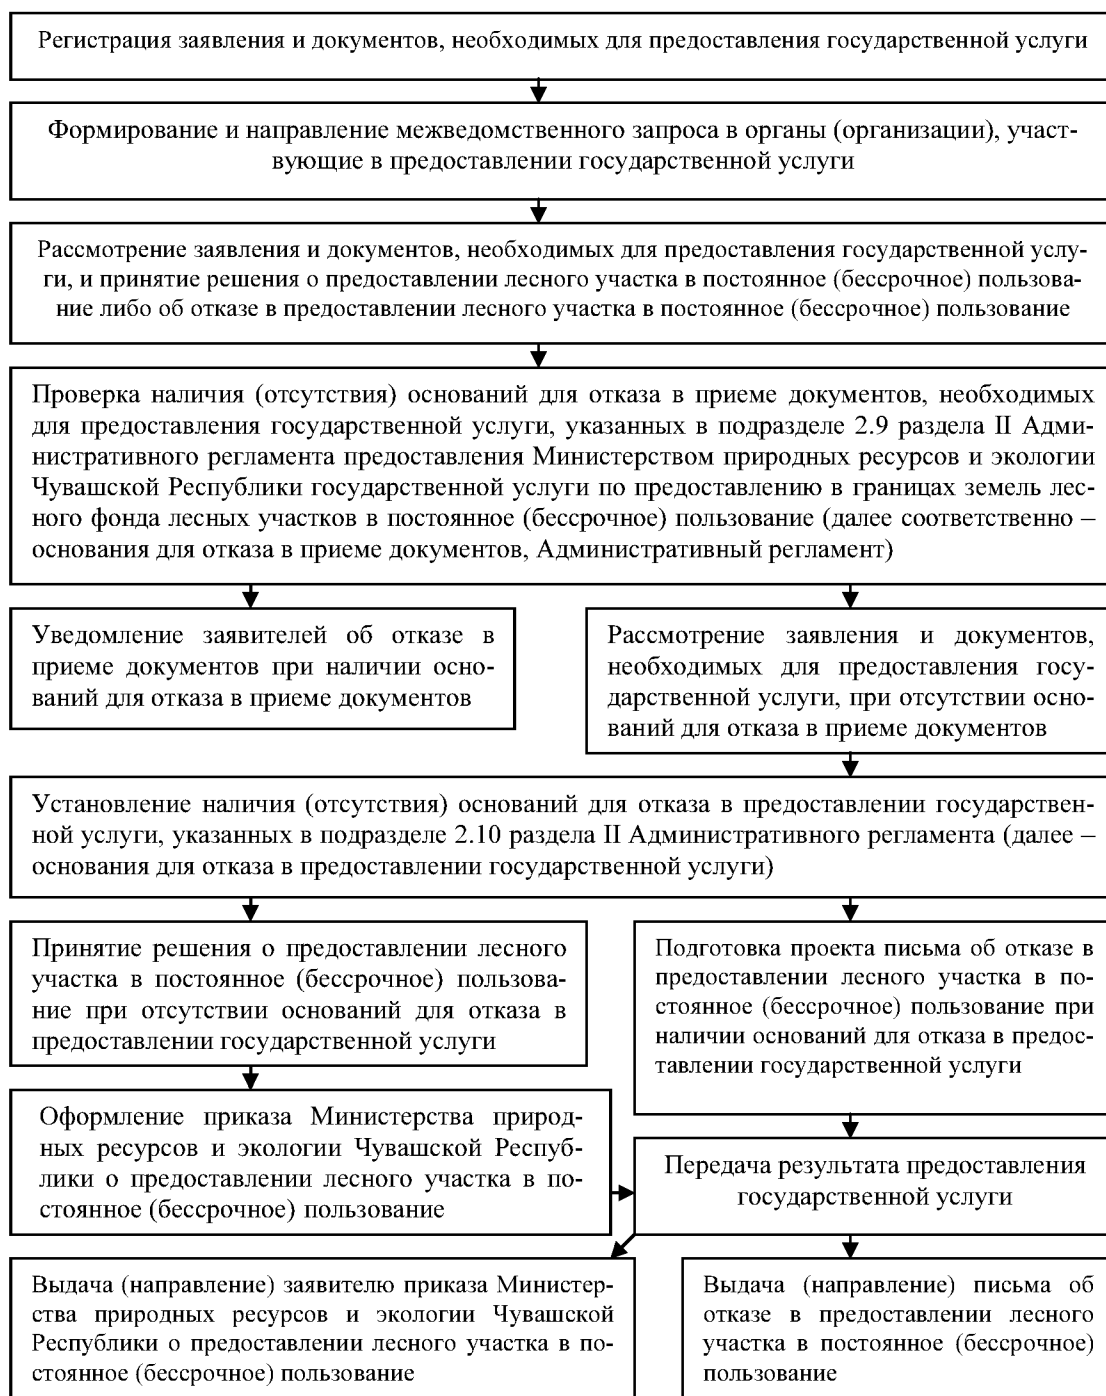 Регистрация заявления и документов, необходимых для предоставления государственной услуги
Формирование и направление межведомственного запроса в органы (организации), участ-
вующие в предоставлении государственной услуги
Рассмотрение заявления и документов, необходимых для предоставления государственной услу-
ги, и принятие решения о предоставлении лесного участка в постоянное (бессрочное) пользова-
ние либо об отказе в предоставлении лесного участка в постоянное (бессрочное) пользование
Проверка наличия (отсутствия) оснований для отказа в приеме документов, необходимых
для предоставления государственной услуги, указанных в подразделе 2.9 раздела II Адми-
нистративного регламента предоставления Министерством природных ресурсов и экологии
Чувашской Республики государственной услуги по предоставлению в границах земель лес-
ного фонда лесных участков в постоянное (бессрочное) пользование (далее соответственно –
основания для отказа в приеме документов, Административный регламент)
Уведомление заявителей об отказе в
приеме документов при наличии осно-
ваний для отказа в приеме документов
Рассмотрение заявления и документов,
необходимых для предоставления госу-
дарственной услуги, при отсутствии осно-
ваний для отказа в приеме документов
Установление наличия (отсутствия) оснований для отказа в предоставлении государствен-
ной услуги, указанных в подразделе 2.10 раздела II Административного регламента (далее –
основания для отказа в предоставлении государственной услуги)
Принятие решения о предоставлении лесного
участка в постоянное (бессрочное) пользова-
ние при отсутствии оснований для отказа в
предоставлении государственной услуги
Подготовка проекта письма об отказе в
предоставлении лесного участка в по-
стоянное (бессрочное) пользование при
наличии оснований для отказа в предос-
тавлении государственной услуги
Оформление приказа Министерства природ-
ных ресурсов и экологии Чувашской Респуб-
лики о предоставлении лесного участка в по-
стоянное (бессрочное) пользование
Передача результата предоставления
государственной услуги
Выдача (направление) заявителю приказа Министер-
ства природных ресурсов и экологии Чувашской
Республики о предоставлении лесного участка в по-
стоянное (бессрочное) пользование
Выдача (направление) письма об
отказе в предоставлении лесного
участка в постоянное (бессрочное)
пользование